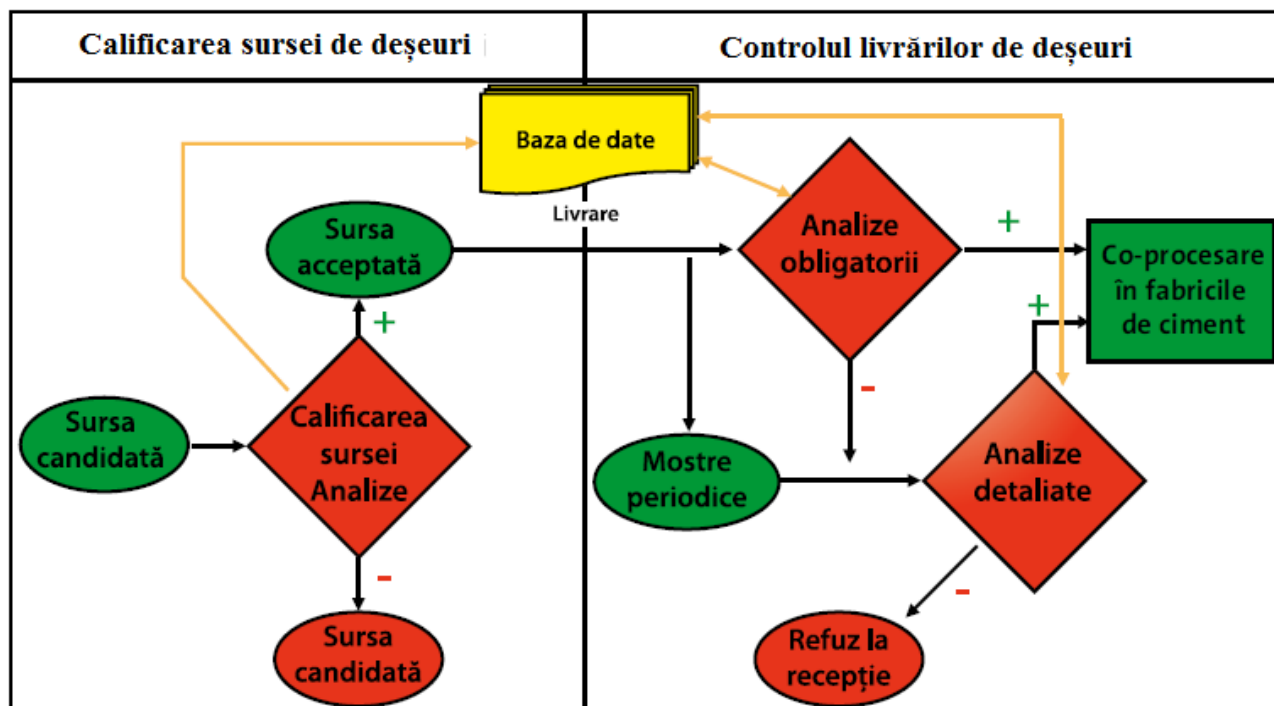 Calificarea sursei de deșeuri
Controlul livrărilor de deșeuri
Baza de date
Livrare
Sursa
acceptată
+
Analize
obligatorii
+
Co-procesare
în fabricile
de ciment
+
-
Sursa
candidată
Calificarea
sursei
Analize
Mostre
periodice
Analize
detaliate
-
-
Sursa
candidată
Refuz la
recepție